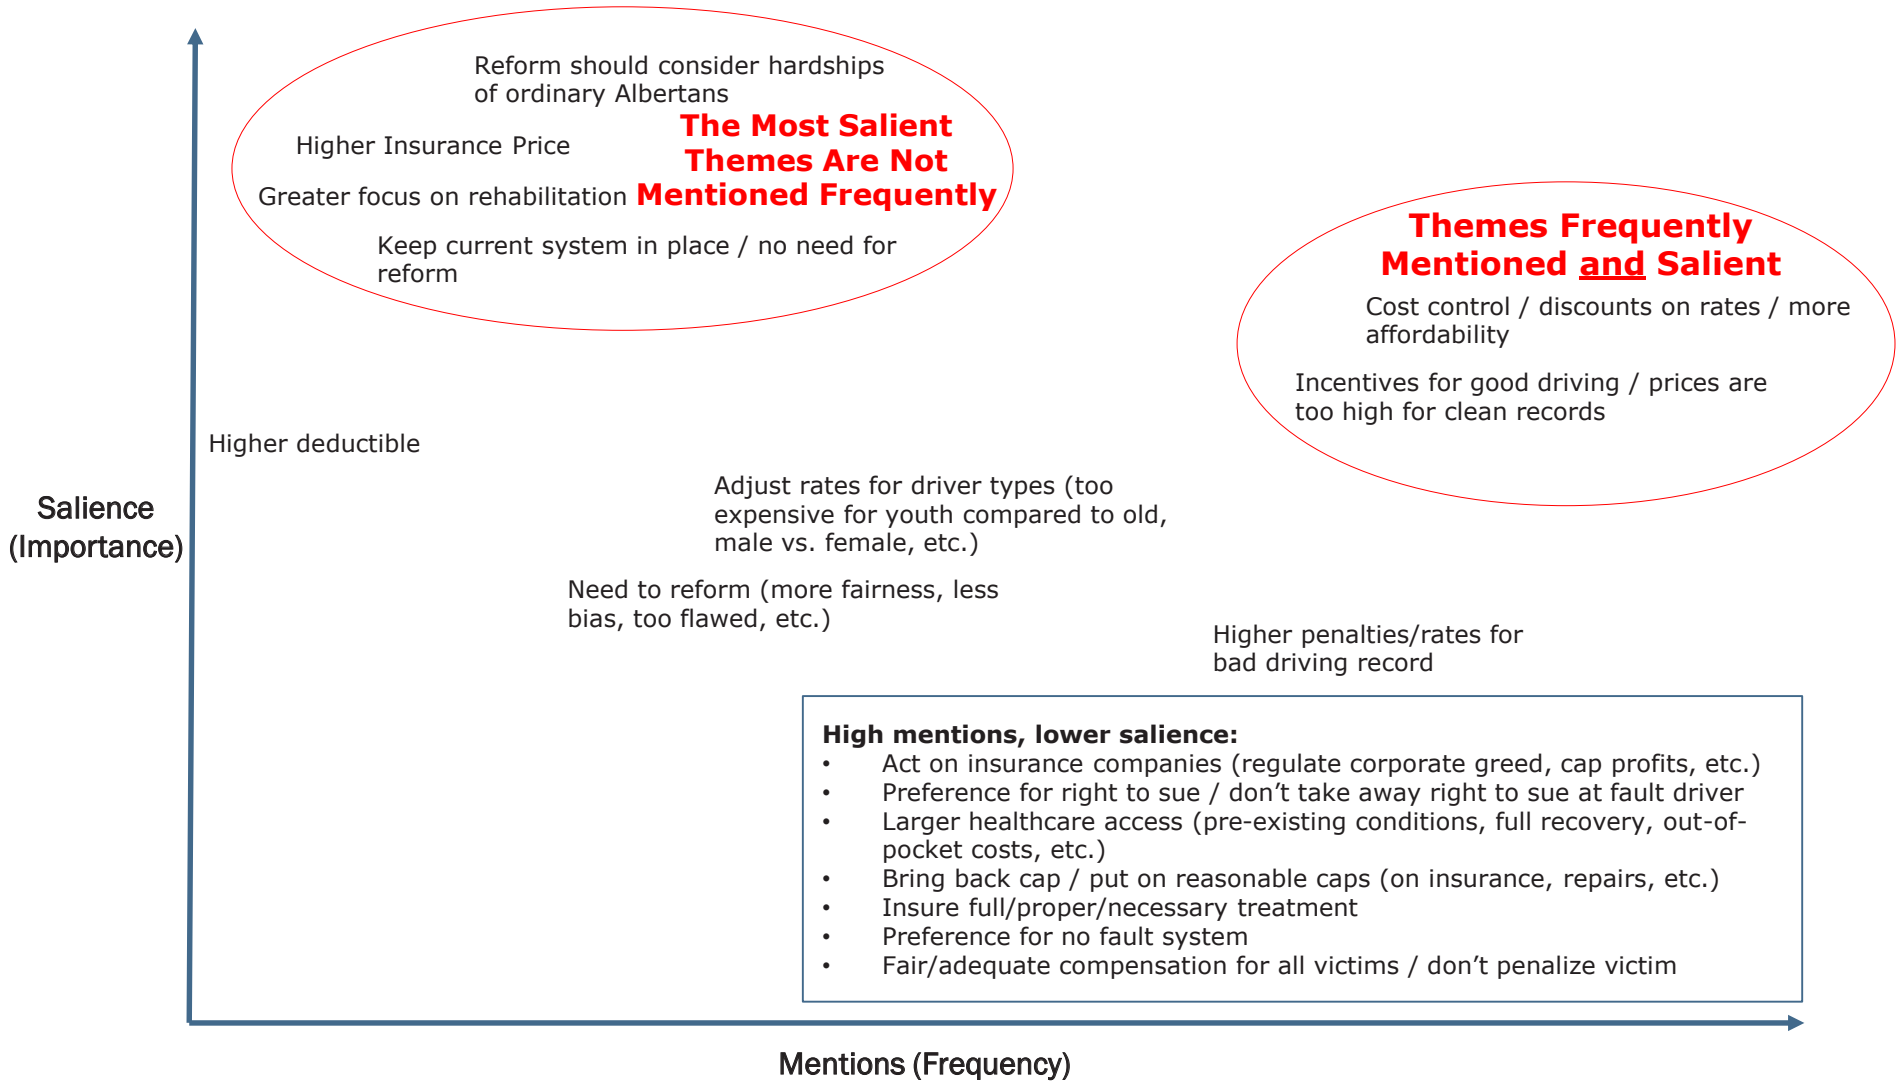 Reform should consider hardships
of ordinary Albertans
The Most Salient
Themes Are Not
Mentioned Frequently
Higher Insurance Price
Greater focus on rehabilitation
Keep current system in place / no need for
reform
Themes Frequently
Mentioned and Salient
Cost control / discounts on rates / more
affordability
Incentives for good driving / prices are
too high for clean records
Higher deductible
Salience
(Importance)
Adjust rates for driver types (too
expensive for youth compared to old,
male vs. female, etc.)
Need to reform (more fairness, less
bias, too flawed, etc.)
Higher penalties/rates for
bad driving record
High mentions, lower salience:
• Act on insurance companies (regulate corporate greed, cap profits, etc.)
• Preference for right to sue / don’t take away right to sue at fault driver
• Larger healthcare access (pre-existing conditions, full recovery, out-of-
pocket costs, etc.)
• Bring back cap / put on reasonable caps (on insurance, repairs, etc.)
• Insure full/proper/necessary treatment
• Preference for no fault system
• Fair/adequate compensation for all victims / don’t penalize victim
Mentions (Frequency)